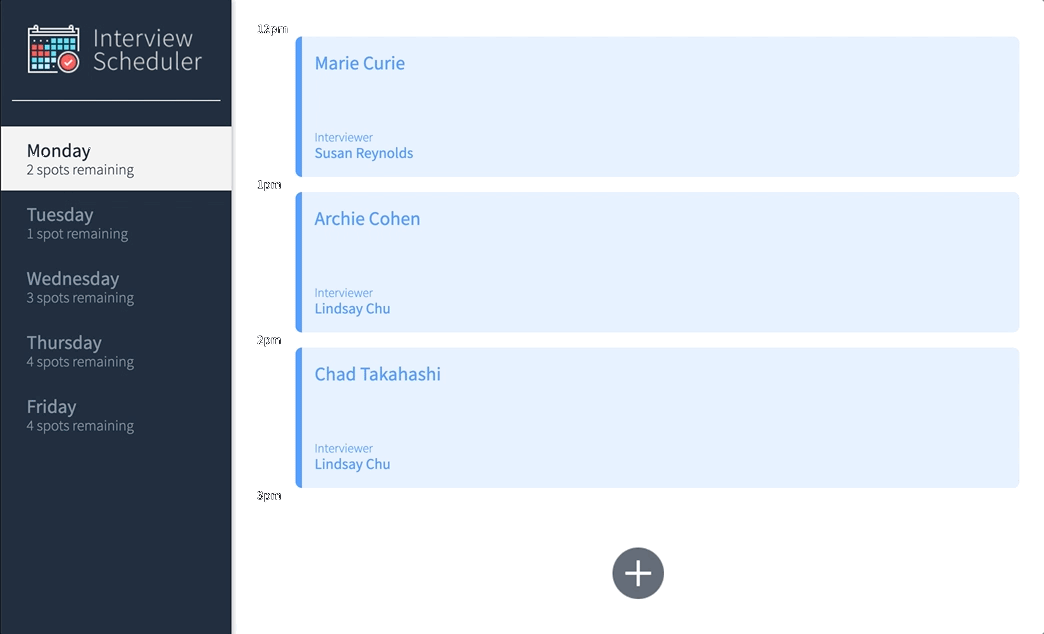 Interview
Scheduler
Monday
2 spots remaining
Tuesday
1 spot remaining
Wednesday
3 spots remaining
Thursday
4 spots remaining
Friday
4 spots remaining
12pm
Marie Curie
Interviewer
Susan Reynolds
1pm
Archie Cohen
Interviewer
Lindsay Chu
2pm
Chad Takahashi
Interviewer
Lindsay Chu
3pm